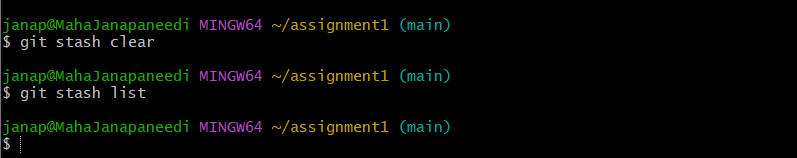 janap@MahaJanapaneedi MINGW64 ~/assignment1 (main)
$ git stash clear
janap@MahaJanapaneedi MINGW64 ~/assignment1 (main)
$ git stash list
janap@MahaJanapaneedi MINGW64 ~/assignment1 (main)
$